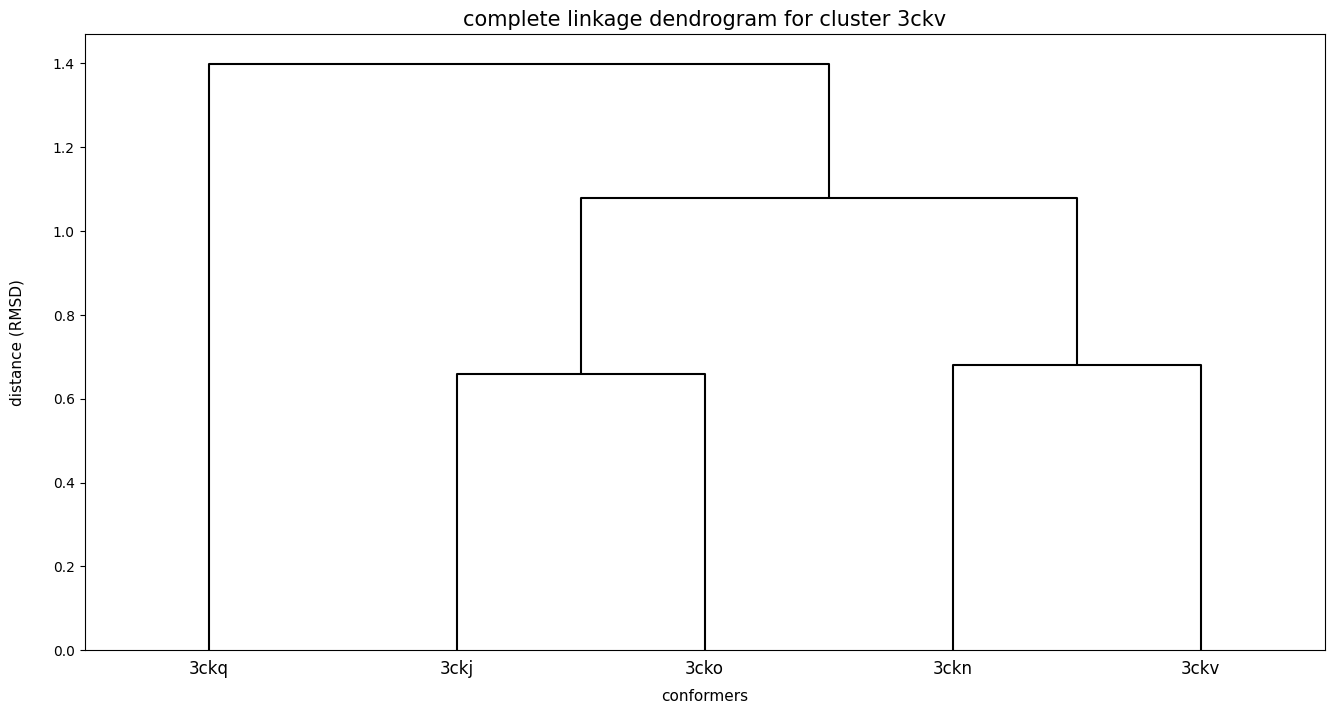 complete linkage dendrogram for cluster 3ckv
1.4
1.2
1.0
0.8
0.6
0.4
0.2
0.0
distance (RMSD)
3ckq 3ckj 3cko 3ckn 3ckv
conformers